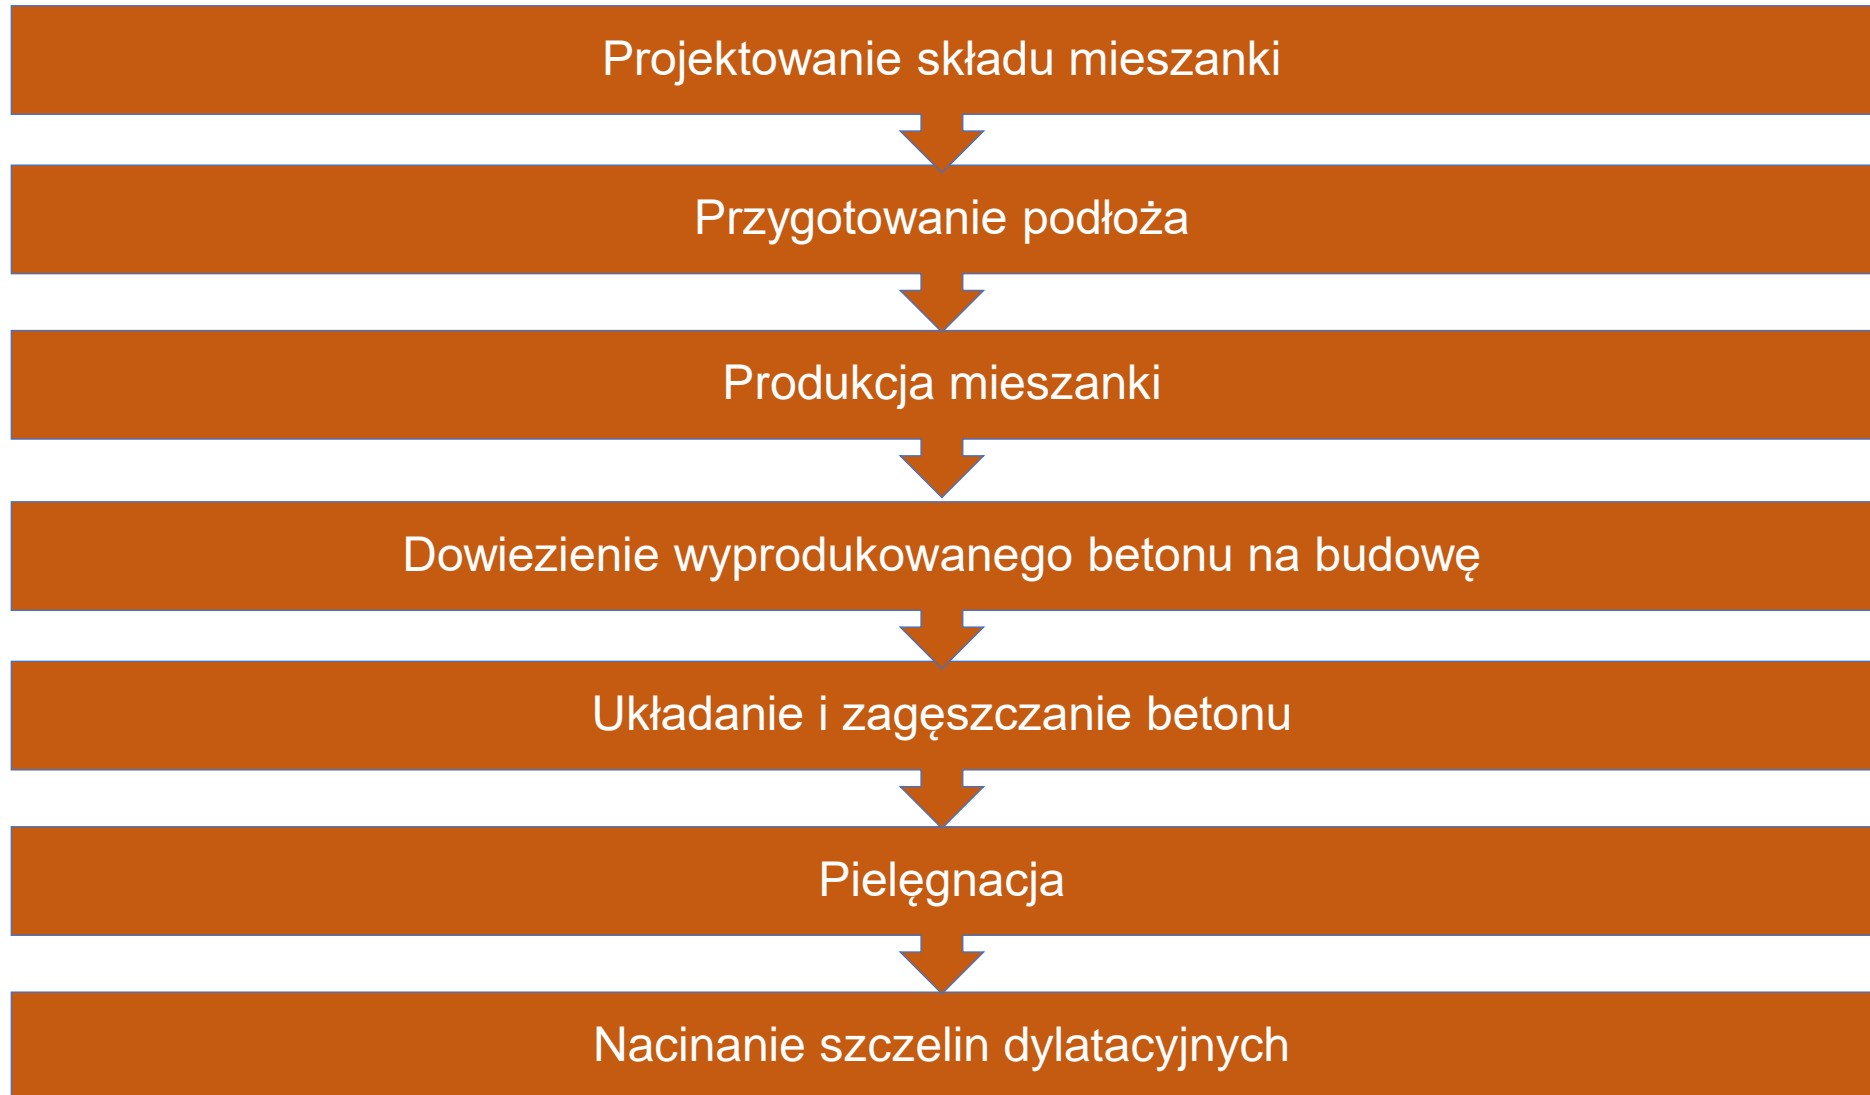 Projektowanie składu mieszanki
Przygotowanie podłoża
Produkcja mieszanki
Dowiezienie wyprodukowanego betonu na budowę
Układanie i zagęszczanie betonu
Pielęgnacja
Nacinanie szczelin dylatacyjnych